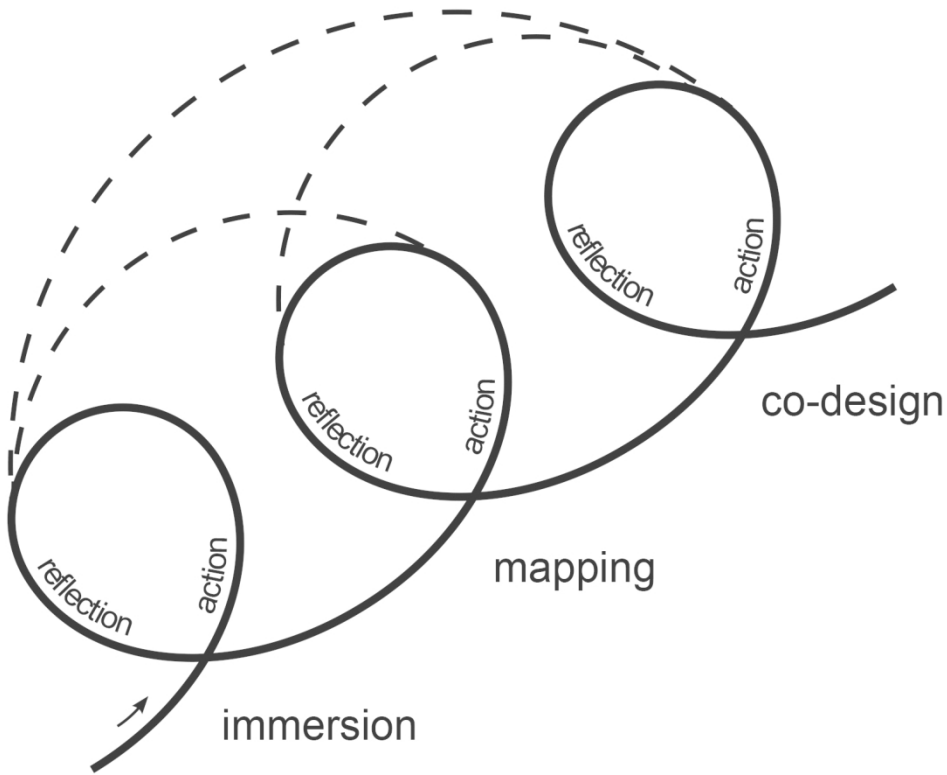 reflection
action
co-design
reflection
action
mapping
reflection
action
immersion